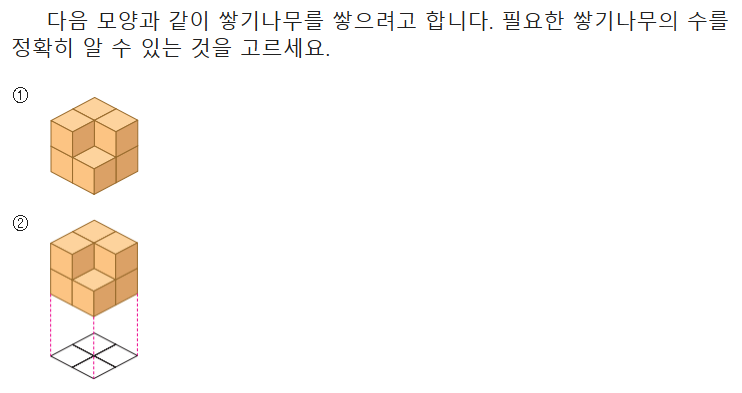 다음 모양과 같이 쌓기나무를 쌓으려고 합니다. 필요한 쌓기나무의 수를
정확히 알 수 있는 것을 고르세요.
①
②